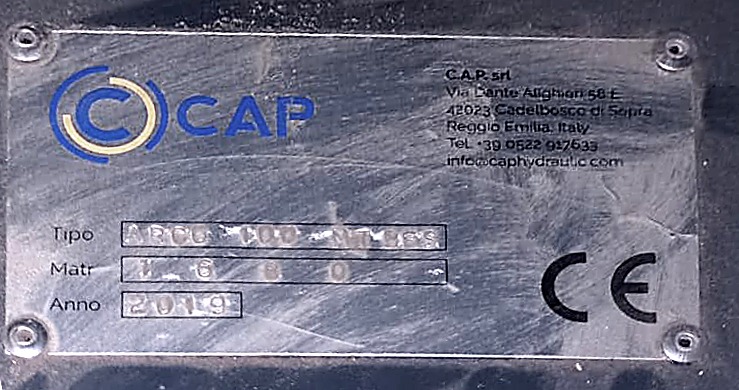 CAP
C.A.P. srl
Via Dante Alighieri 58 E
42023 Cadelbosco di Sopra
Reggio Emilia, Italy
Tel. +39 0522 917633
info@caphydraulic.com
Tipo
Matr
Anno 2019
CE